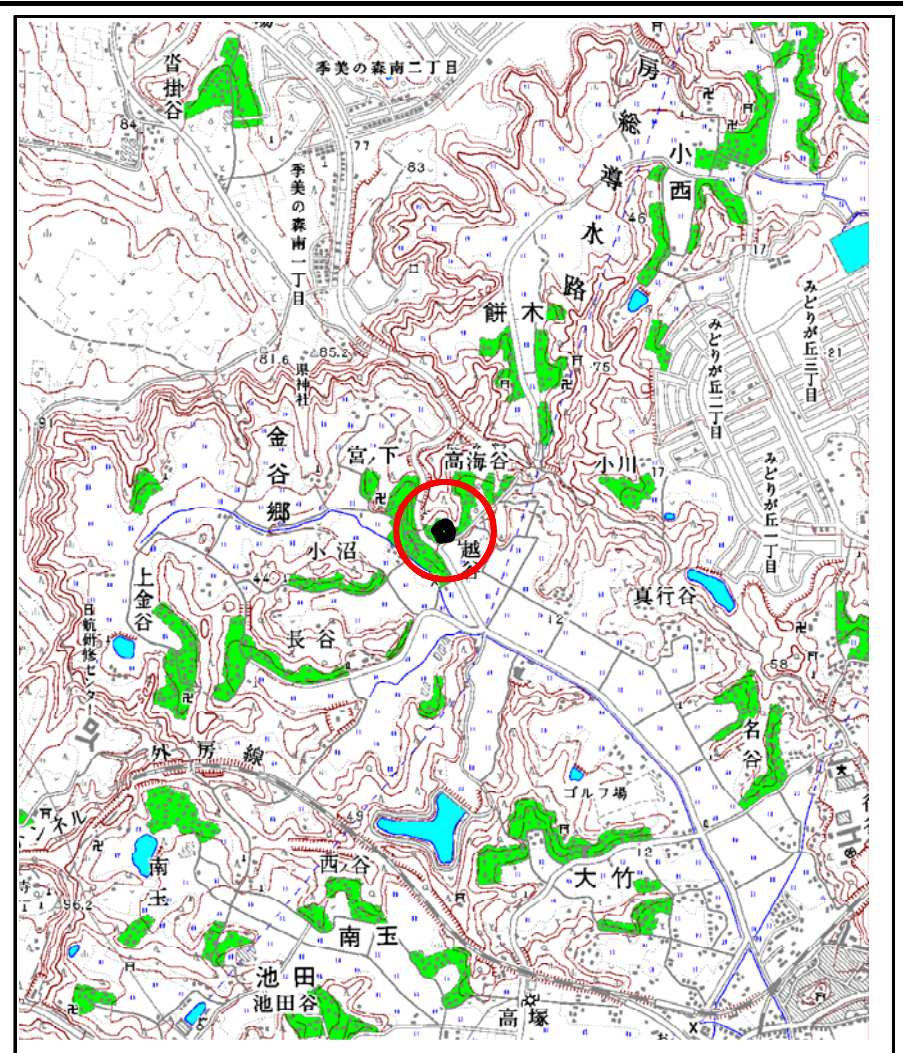 季美の森南二丁目
沓掛谷
房総導水路
小西
84
77
83
15
季美の森南一丁目
46
17
餅木
みどりが丘三丁目
みどりが丘二丁目
21
81.6
85.2
県神社
75
金谷郷
宮ノ下
高海谷
小川
17
みどりが丘一丁目
小沼
越谷
44
上金谷
真行谷
12
日航研修センター
長谷
58
名谷
外房線
ゴルフ場
49
トンネル
西ノ谷
12
大竹
南玉
96.2
南玉
池田
池田谷
高塚